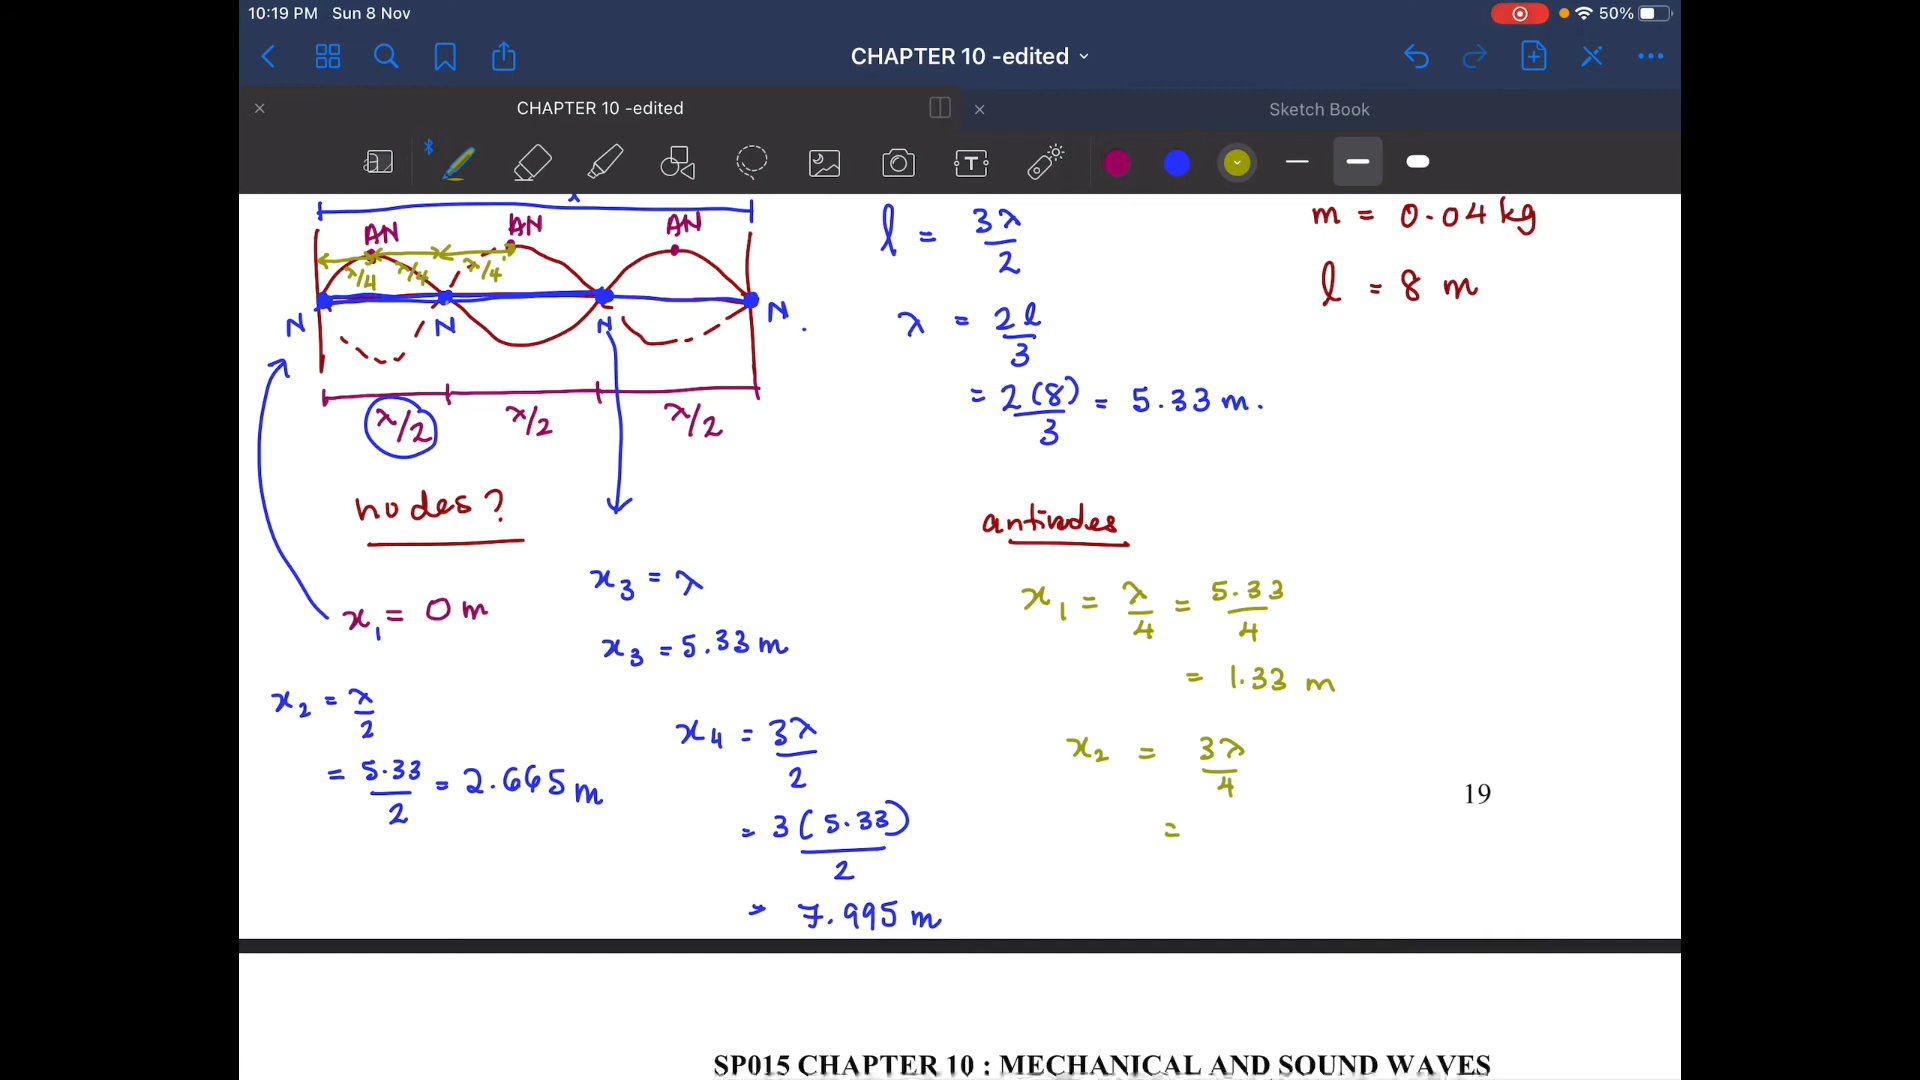 10:19 PM Sun 8 Nov
50%
CHAPTER 10 -edited
CHAPTER 10 -edited
Sketch Book
AN AN AN
λ/4 λ/4 λ/4
N N N N
λ/2 λ/2 λ/2
l = 3λ/2
λ = 2l/3
= 2(8)/3 = 5.33 m.
m = 0.04 kg
l = 8 m
nodes?
x₁ = 0 m
x₂ = λ/2
= 5.33/2 = 2.665 m
x₃ = λ
x₃ = 5.33 m
x₄ = 3λ/2
= 3(5.33)/2
= 7.995 m
antinodes
x₁ = λ/4 = 5.33/4
= 1.33 m
x₂ = 3λ/4
=
19
SP015 CHAPTER 10 : MECHANICAL AND SOUND WAVES